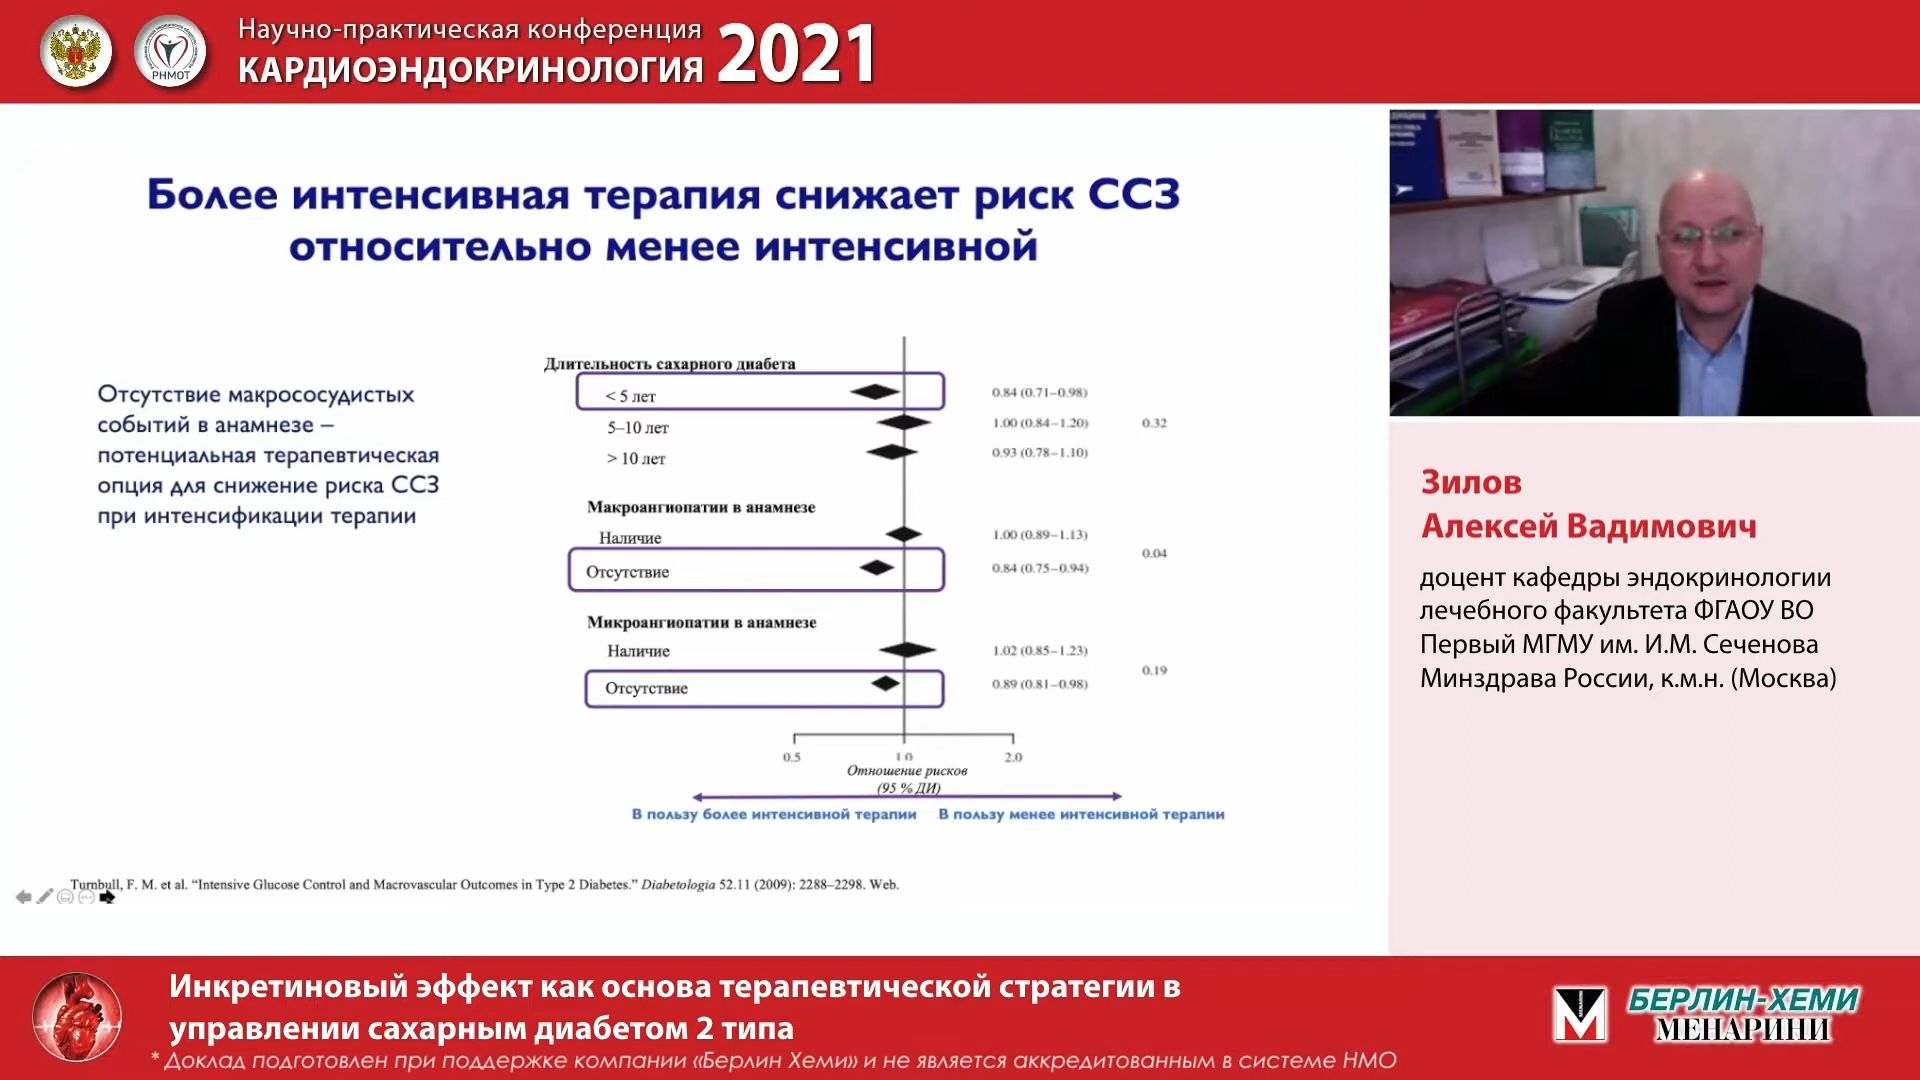 Научно-практическая конференция
КАРДИОЭНДОКРИНОЛОГИЯ 2021
РНМОТ
Более интенсивная терапия снижает риск ССЗ
относительно менее интенсивной
Отсутствие макрососудистых
событий в анамнезе –
потенциальная терапевтическая
опция для снижение риска ССЗ
при интенсификации терапии
Длительность сахарного диабета
< 5 лет 0.84 (0.71–0.98)
5–10 лет 1.00 (0.84–1.20) 0.32
> 10 лет 0.93 (0.78–1.10)
Макроангиопатии в анамнезе
Наличие 1.00 (0.89–1.13)
0.04
Отсутствие 0.84 (0.75–0.94)
Микроангиопатии в анамнезе
Наличие 1.02 (0.85–1.23)
0.19
Отсутствие 0.89 (0.81–0.98)
0.5 1.0 2.0
Отношение рисков
(95 % ДИ)
В пользу более интенсивной терапии В пользу менее интенсивной терапии
Turnbull, F. M. et al. “Intensive Glucose Control and Macrovascular Outcomes in Type 2 Diabetes.” Diabetologia 52.11 (2009): 2288–2298. Web.
Зилов
Алексей Вадимович
доцент кафедры эндокринологии
лечебного факультета ФГАОУ ВО
Первый МГМУ им. И.М. Сеченова
Минздрава России, к.м.н. (Москва)
Инкретиновый эффект как основа терапевтической стратегии в
управлении сахарным диабетом 2 типа
* Доклад подготовлен при поддержке компании «Берлин Хеми» и не является аккредитованным в системе НМО
БЕРЛИН-ХЕМИ
МЕНАРИНИ